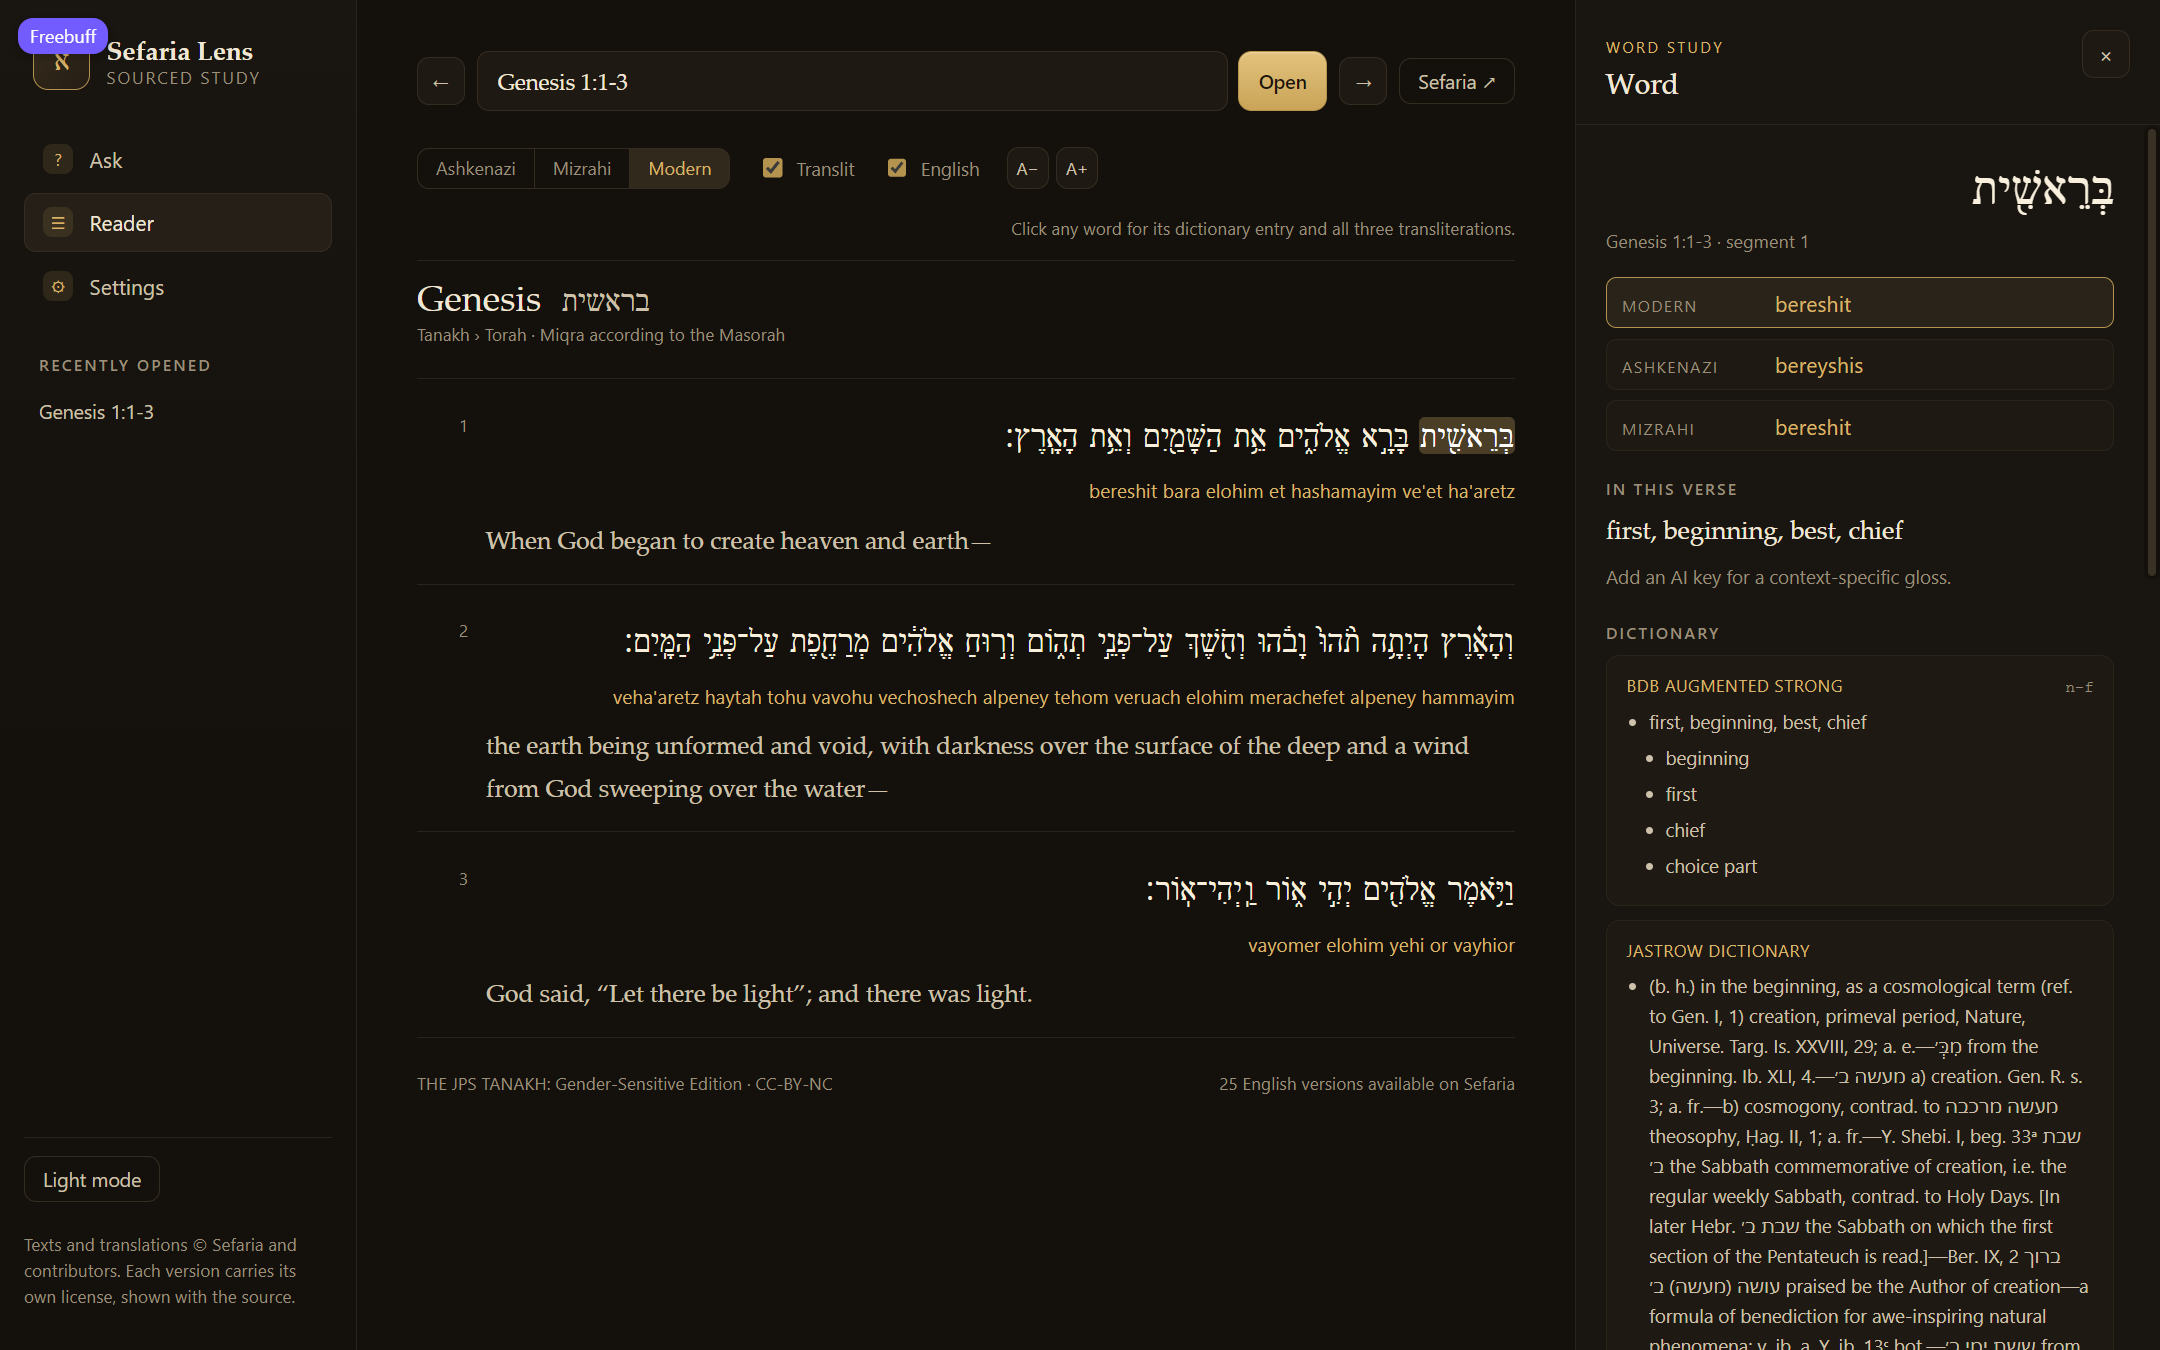 Freebuff
א
Sefaria Lens
SOURCED STUDY
? Ask
☰ Reader
⚙ Settings
RECENTLY OPENED
Genesis 1:1-3
Light mode
Texts and translations © Sefaria and
contributors. Each version carries its
own license, shown with the source.
← Genesis 1:1-3 Open → Sefaria ↗
Ashkenazi Mizrahi Modern Translit English A− A+
Click any word for its dictionary entry and all three transliterations.
Genesis בראשית
Tanakh › Torah · Miqra according to the Masorah
1
בְּרֵאשִׁ֖ית בָּרָ֣א אֱלֹהִ֑ים אֵ֥ת הַשָּׁמַ֖יִם וְאֵ֥ת הָאָֽרֶץ׃
bereshit bara elohim et hashamayim ve'et ha'aretz
When God began to create heaven and earth—
2
וְהָאָ֗רֶץ הָיְתָ֥ה תֹ֙הוּ֙ וָבֹ֔הוּ וְחֹ֖שֶׁךְ עַל־פְּנֵ֣י תְה֑וֹם וְר֣וּחַ אֱלֹהִ֔ים מְרַחֶ֖פֶת עַל־פְּנֵ֥י הַמָּֽיִם׃
veha'aretz haytah tohu vavohu vechoshech alpeney tehom veruach elohim merachefet alpeney hammayim
the earth being unformed and void, with darkness over the surface of the deep and a wind
from God sweeping over the water—
3
וַיֹּ֥אמֶר אֱלֹהִ֖ים יְהִ֣י א֑וֹר וַֽיְהִי־אֽוֹר׃
vayomer elohim yehi or vayhior
God said, “Let there be light”; and there was light.
THE JPS TANAKH: Gender-Sensitive Edition · CC-BY-NC
25 English versions available on Sefaria
WORD STUDY
Word
×
בְּרֵאשִׁ֖ית
Genesis 1:1-3 · segment 1
MODERN bereshit
ASHKENAZI bereyshis
MIZRAHI bereshit
IN THIS VERSE
first, beginning, best, chief
Add an AI key for a context-specific gloss.
DICTIONARY
BDB AUGMENTED STRONG n-f
• first, beginning, best, chief
• beginning
• first
• chief
• choice part
JASTROW DICTIONARY
• (b. h.) in the beginning, as a cosmological term (ref.
to Gen. I, 1) creation, primeval period, Nature,
Universe. Targ. Is. XXVIII, 29; a. e.—מִבְּ׳ from the
beginning. Ib. XLI, 4.—מעשה ב׳ a) creation. Gen. R. s.
3; a. fr.—b) cosmogony, contrad. to מעשה מרכבה
theosophy, Ḥag. II, 1; a. fr.—Y. Shebi. I, beg. 33ᵃ שבת
ב׳ the Sabbath commemorative of creation, i.e. the
regular weekly Sabbath, contrad. to Holy Days. [In
later Hebr. שבת ב׳ the Sabbath on which the first
section of the Pentateuch is read.]—Ber. IX, 2 ברוך
עושה (מעשה) ב׳ praised be the Author of creation—a
formula of benediction for awe-inspiring natural
phenomena; v. ib. a. Y. ib. 13ᶜ bot.—ששת ימי ב׳ from